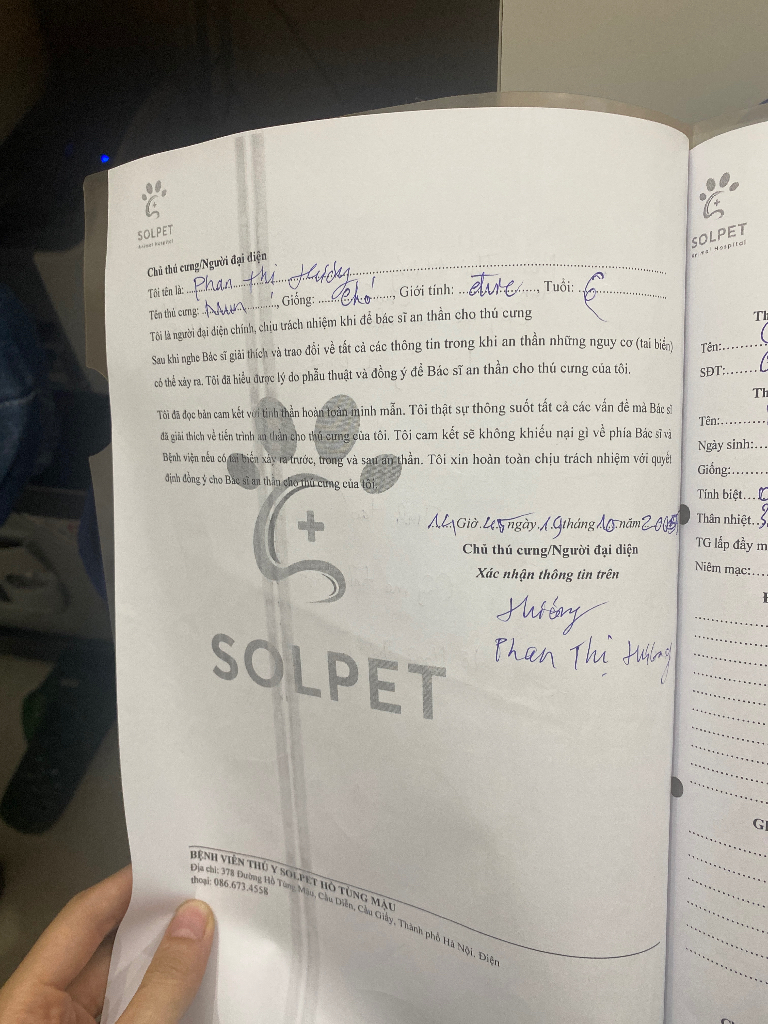 SOLPET
Animal Hospital
Chủ thú cưng/Người đại diện
Tôi tên là: Phan Thị Hường
Tên thú cưng: Mun, Giống: chó, Giới tính: đực, Tuổi:
Tôi là người đại diện chính, chịu trách nhiệm khi để bác sĩ an thần cho thú cưng
Sau khi nghe Bác sĩ giải thích và trao đổi về tất cả các thông tin trong khi an thần những nguy cơ (tai biến)
có thể xảy ra. Tôi đã hiểu được lý do phẫu thuật và đồng ý để Bác sĩ an thần cho thú cưng của tôi.
Tôi đã đọc bản cam kết với tinh thần hoàn toàn minh mẫn. Tôi thật sự thông suốt tất cả các vấn đề mà Bác sĩ
đã giải thích về tiến trình an thần cho thú cưng của tôi. Tôi cam kết sẽ không khiếu nại gì về phía Bác sĩ và
Bệnh viện nếu có tai biến xảy ra trước, trong và sau an thần. Tôi xin hoàn toàn chịu trách nhiệm với quyết
định đồng ý cho Bác sĩ an thần cho thú cưng của tôi.
14 Giờ 45 ngày 19 tháng 10 năm 2005
Chủ thú cưng/Người đại diện
Xác nhận thông tin trên
Hường
Phan Thị Hường
SOLPET
BỆNH VIỆN THÚ Y SOLPET HỒ TÙNG MẬU
Địa chỉ: 378 Đường Hồ Tùng Mậu, Cầu Diễn, Cầu Giấy, Thành phố Hà Nội. Điện
thoại: 086.673.4558
SOLPET
Animal Hospital
Tên:
SĐT:
Tên:
Ngày sinh:
Giống:
Tính biệt
Thân nhiệt
TG lấp đầy m
Niêm mạc: